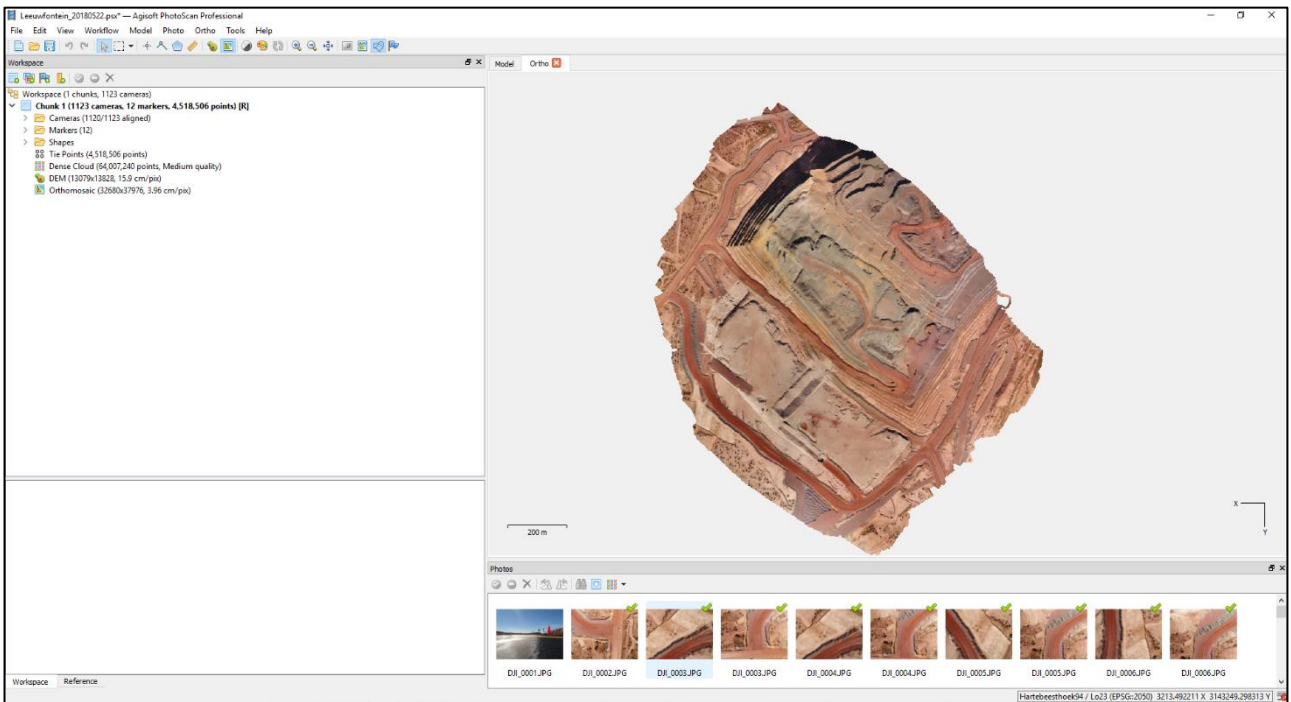 Leeuwfontein_20180522.psx* — Agisoft PhotoScan Professional
File Edit View Workflow Model Photo Ortho Tools Help
Workspace
Model Ortho
Workspace (1 chunks, 1123 cameras)
Chunk 1 (1123 cameras, 12 markers, 4,518,506 points) [R]
Cameras (1120/1123 aligned)
Markers (12)
Shapes
Tie Points (4,518,506 points)
Dense Cloud (64,007,240 points, Medium quality)
DEM (13079x13828, 15.9 cm/pix)
Orthomosaic (32680x37976, 3.96 cm/pix)
200 m
X
Y
Photos
DJI_0001.JPG DJI_0002.JPG DJI_0003.JPG DJI_0003.JPG DJI_0004.JPG DJI_0004.JPG DJI_0005.JPG DJI_0005.JPG DJI_0006.JPG DJI_0006.JPG
Workspace Reference
Hartebeesthoek94 / Lo23 (EPSG::2050) 3213.492211 X 3143249.298313 Y